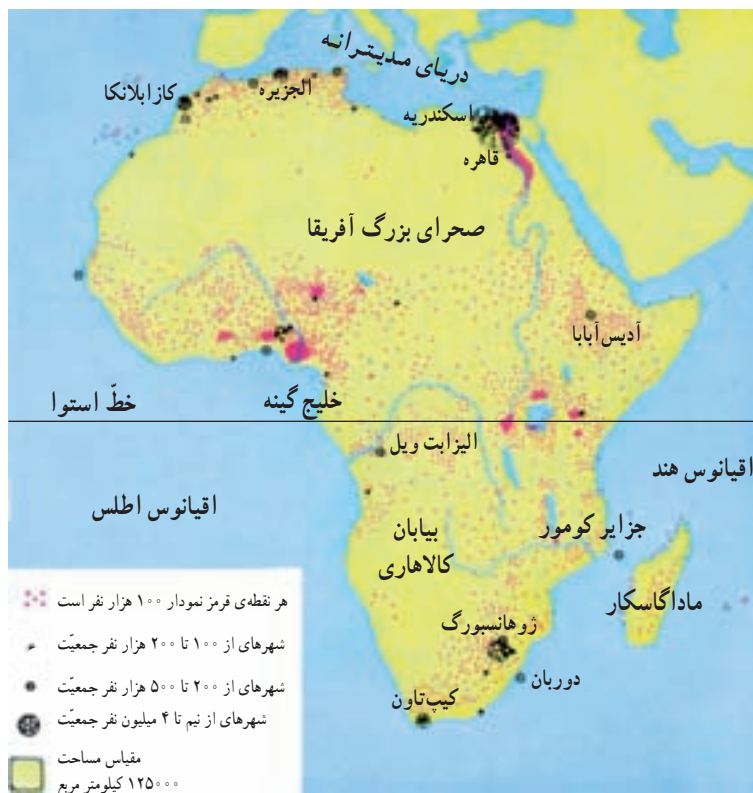 دریای مدیترانه
الجزیره
کازابلانکا
اسکندریه
قاهره
صحرای بزرگ آفریقا
آدیس‌آبابا
خطّ استوا
خلیج گینه
الیزابت ویل
اقیانوس هند
اقیانوس اطلس
بیابان
کالاهاری
جزایر کومور
ماداگاسکار
ژوهانسبورگ
دوربان
کیپ‌تاون
هر نقطه‌ی قرمز نمودار ۱۰۰ هزار نفر است
شهرهای از ۱۰۰ تا ۲۰۰ هزار نفر جمعیّت
شهرهای از ۲۰۰ تا ۵۰۰ هزار نفر جمعیّت
شهرهای از نیم تا ۴ میلیون نفر جمعیّت
مقیاس مساحت
۱۲۵۰۰۰ کیلومتر مربع